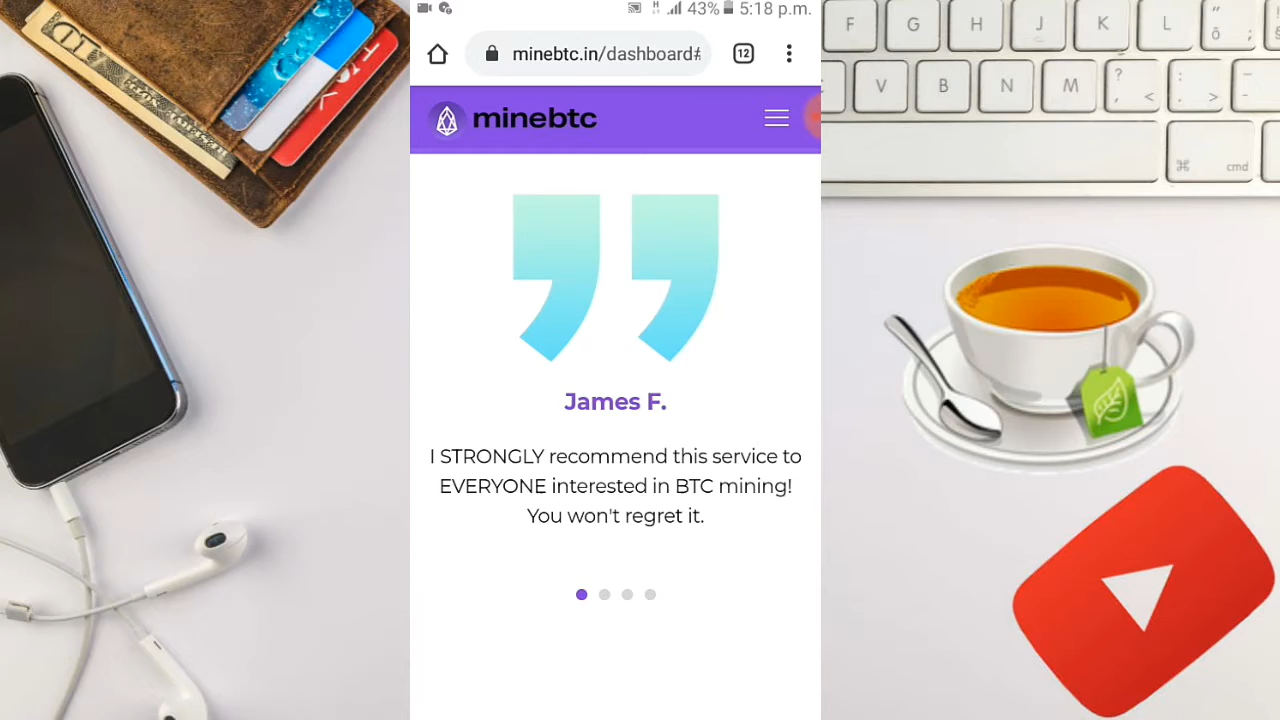 43% 5:18 p.m.
minebtc.in/dashboard#
12
minebtc
James F.
I STRONGLY recommend this service to
EVERYONE interested in BTC mining!
You won't regret it.
F G H J K L
V B N M ? ; : . > _ -
⌘ cmd